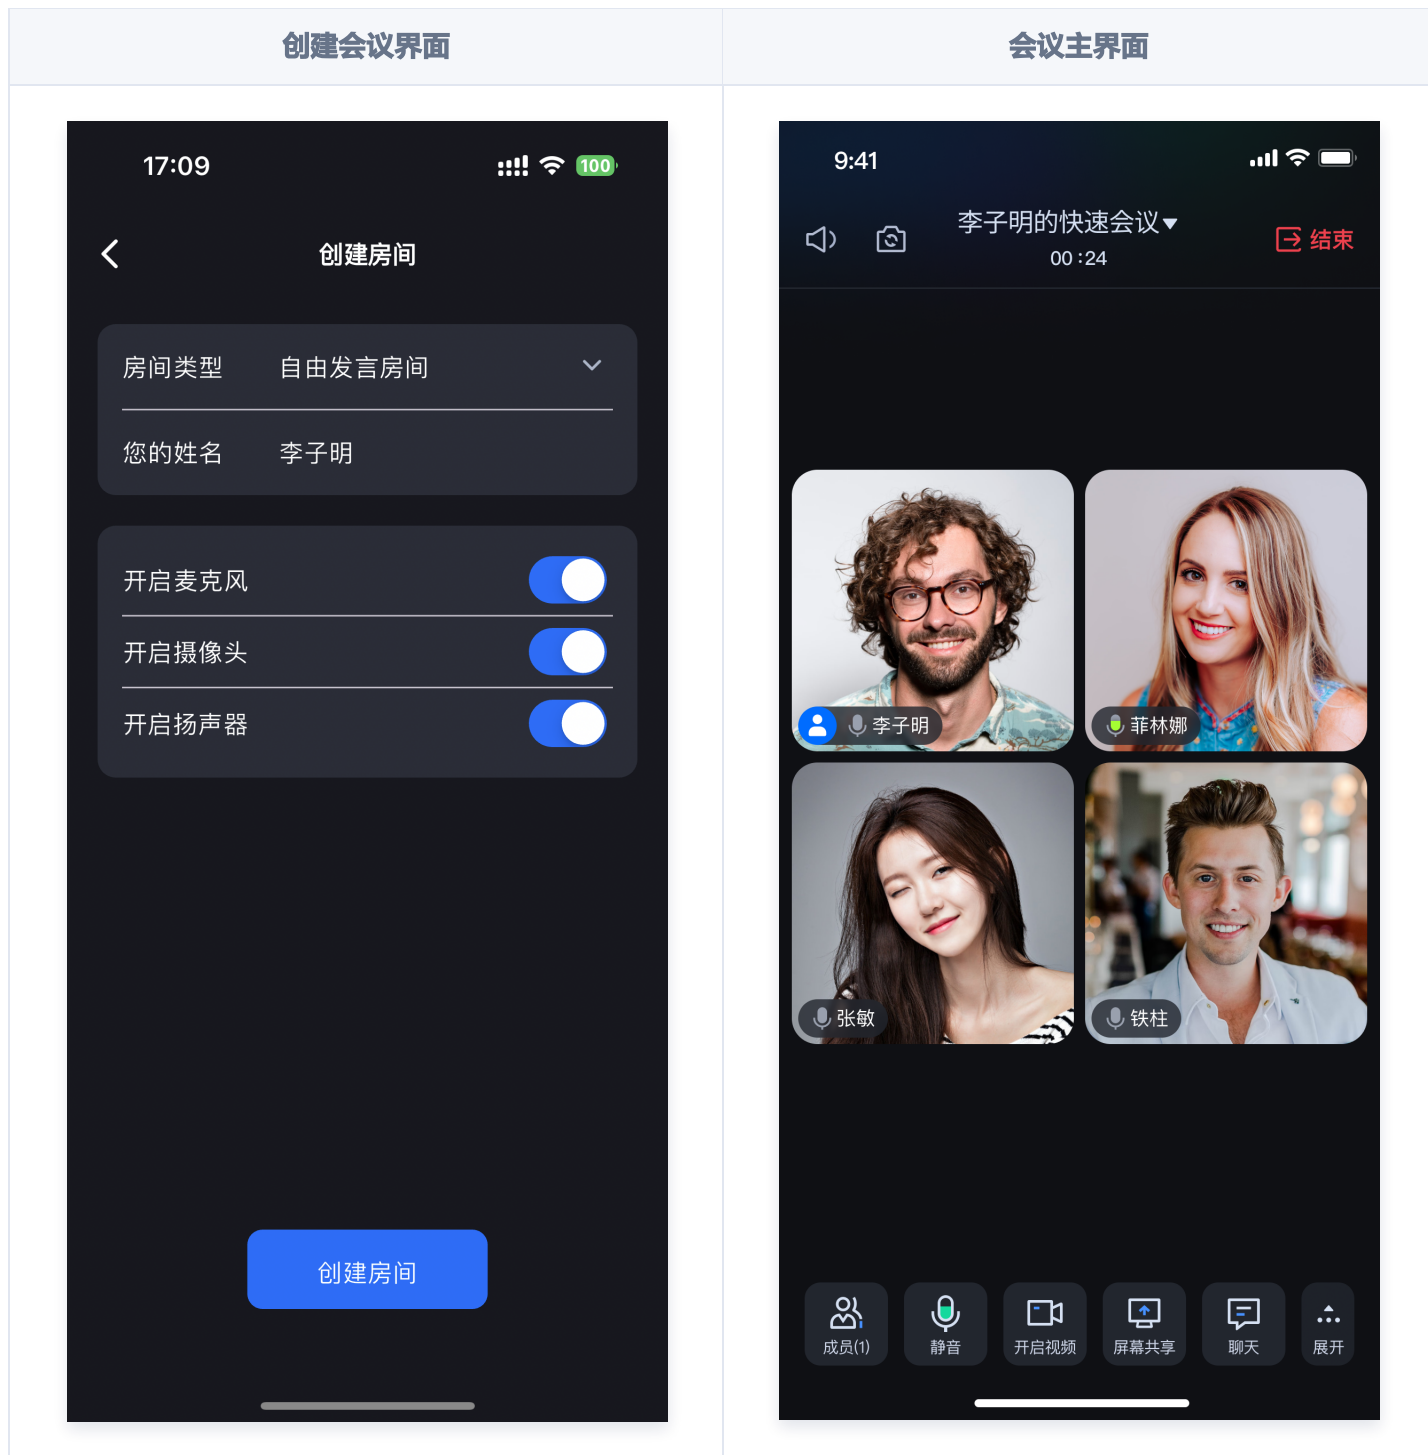 创建会议界面
会议主界面
17:09
100
创建房间
房间类型 自由发言房间
您的姓名 李子明
开启麦克风
开启摄像头
开启扬声器
创建房间
9:41
李子明的快速会议
00:24
结束
李子明
菲林娜
张敏
铁柱
成员(1)
静音
开启视频
屏幕共享
聊天
展开